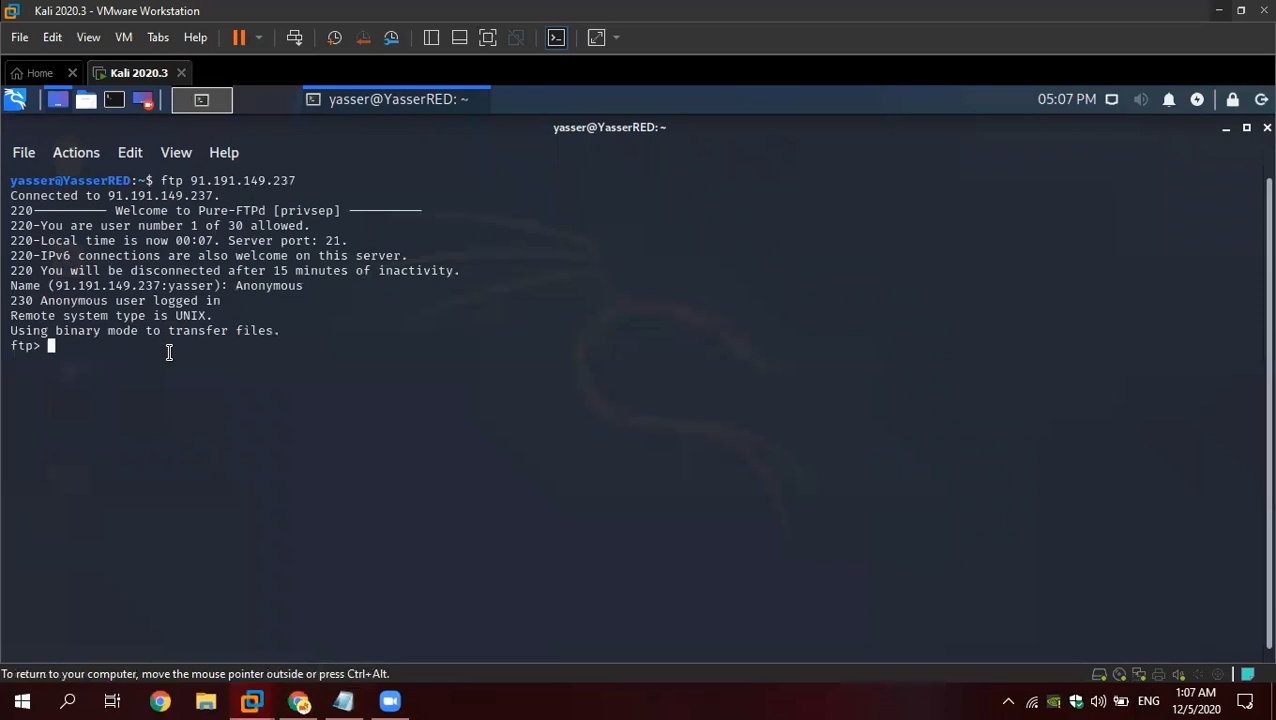 Kali 2020.3 - VMware Workstation
File Edit View VM Tabs Help
Home Kali 2020.3
yasser@YasserRED: ~ 05:07 PM
yasser@YasserRED: ~
File Actions Edit View Help
yasser@YasserRED:~$ ftp 91.191.149.237
Connected to 91.191.149.237.
220---------- Welcome to Pure-FTPd [privsep] ----------
220-You are user number 1 of 30 allowed.
220-Local time is now 00:07. Server port: 21.
220-IPv6 connections are also welcome on this server.
220 You will be disconnected after 15 minutes of inactivity.
Name (91.191.149.237:yasser): Anonymous
230 Anonymous user logged in
Remote system type is UNIX.
Using binary mode to transfer files.
ftp>
To return to your computer, move the mouse pointer outside or press Ctrl+Alt.
ENG 1:07 AM
12/5/2020